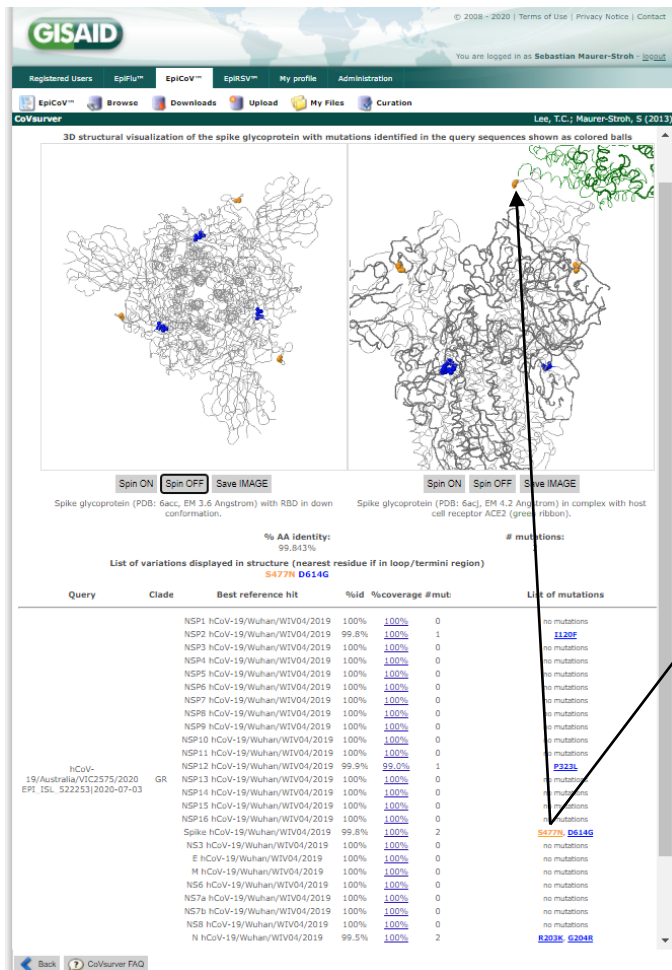 © 2008 - 2020 | Terms of Use | Privacy Notice | Contact
GISAID
You are logged in as Sebastian Maurer-Stroh - logout
Registered Users EpiFlu™ EpiCoV™ EpiRSV™ My profile Administration
EpiCoV™ Browse Downloads Upload My Files Curation
CoVsurver Lee, T.C.; Maurer-Stroh, S (2013)
3D structural visualization of the spike glycoprotein with mutations identified in the query sequences shown as colored balls
Spin ON Spin OFF Save IMAGE Spin ON Spin OFF Save IMAGE
Spike glycoprotein (PDB: 6acc, EM 3.6 Angstrom) with RBD in down conformation.
Spike glycoprotein (PDB: 6acj, EM 4.2 Angstrom) in complex with host cell receptor ACE2 (green ribbon).
% AA identity: # mutations:
99.843%
List of variations displayed in structure (nearest residue if in loop/termini region)
S477N D614G
Query Clade Best reference hit %id %coverage #muts List of mutations
NSP1 hCoV-19/Wuhan/WIV04/2019 100% 100% 0 no mutations
NSP2 hCoV-19/Wuhan/WIV04/2019 99.8% 100% 1 I120F
NSP3 hCoV-19/Wuhan/WIV04/2019 100% 100% 0 no mutations
NSP4 hCoV-19/Wuhan/WIV04/2019 100% 100% 0 no mutations
NSP5 hCoV-19/Wuhan/WIV04/2019 100% 100% 0 no mutations
NSP6 hCoV-19/Wuhan/WIV04/2019 100% 100% 0 no mutations
NSP7 hCoV-19/Wuhan/WIV04/2019 100% 100% 0 no mutations
NSP8 hCoV-19/Wuhan/WIV04/2019 100% 100% 0 no mutations
NSP9 hCoV-19/Wuhan/WIV04/2019 100% 100% 0 no mutations
NSP10 hCoV-19/Wuhan/WIV04/2019 100% 100% 0 no mutations
NSP11 hCoV-19/Wuhan/WIV04/2019 100% 100% 0 no mutations
NSP12 hCoV-19/Wuhan/WIV04/2019 99.9% 99.0% 1 P323L
hCoV-19/Australia/VIC2575/2020 EPI_ISL_522253|2020-07-03 GR
NSP13 hCoV-19/Wuhan/WIV04/2019 100% 100% 0 no mutations
NSP14 hCoV-19/Wuhan/WIV04/2019 100% 100% 0 no mutations
NSP15 hCoV-19/Wuhan/WIV04/2019 100% 100% 0 no mutations
NSP16 hCoV-19/Wuhan/WIV04/2019 100% 100% 0 no mutations
Spike hCoV-19/Wuhan/WIV04/2019 99.8% 100% 2 S477N, D614G
NS3 hCoV-19/Wuhan/WIV04/2019 100% 100% 0 no mutations
E hCoV-19/Wuhan/WIV04/2019 100% 100% 0 no mutations
M hCoV-19/Wuhan/WIV04/2019 100% 100% 0 no mutations
NS6 hCoV-19/Wuhan/WIV04/2019 100% 100% 0 no mutations
NS7a hCoV-19/Wuhan/WIV04/2019 100% 100% 0 no mutations
NS7b hCoV-19/Wuhan/WIV04/2019 100% 100% 0 no mutations
NS8 hCoV-19/Wuhan/WIV04/2019 100% 100% 0 no mutations
N hCoV-19/Wuhan/WIV04/2019 99.5% 100% 2 R203K, G204R
Back CoVsurver FAQ